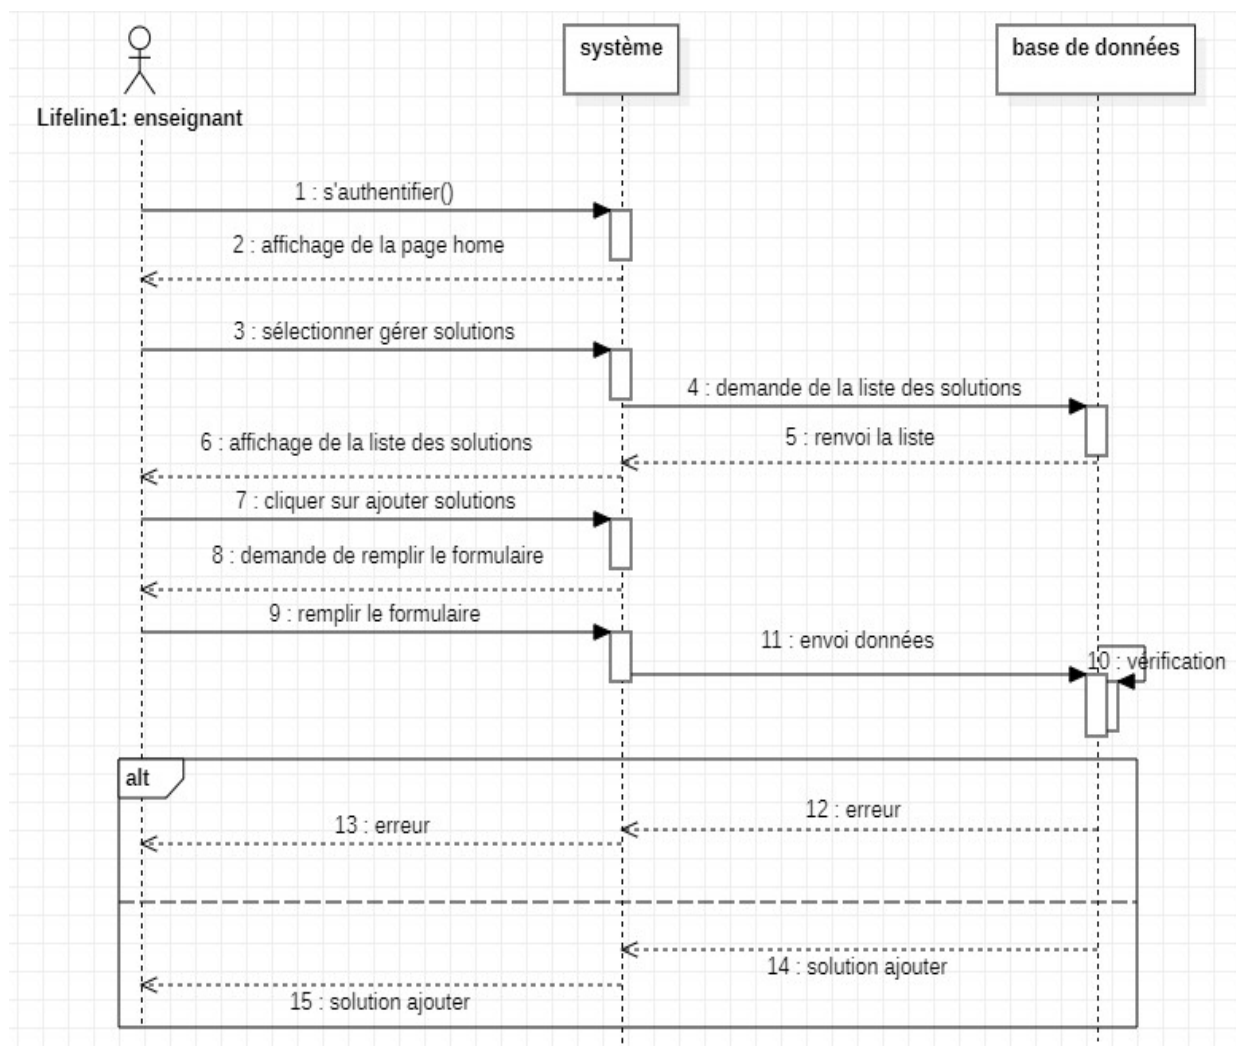 système
base de données
Lifeline1: enseignant
1 : s'authentifier()
2 : affichage de la page home
3 : sélectionner gérer solutions
4 : demande de la liste des solutions
5 : renvoi la liste
6 : affichage de la liste des solutions
7 : cliquer sur ajouter solutions
8 : demande de remplir le formulaire
9 : remplir le formulaire
11 : envoi données
10 : vérification
alt
12 : erreur
13 : erreur
14 : solution ajouter
15 : solution ajouter